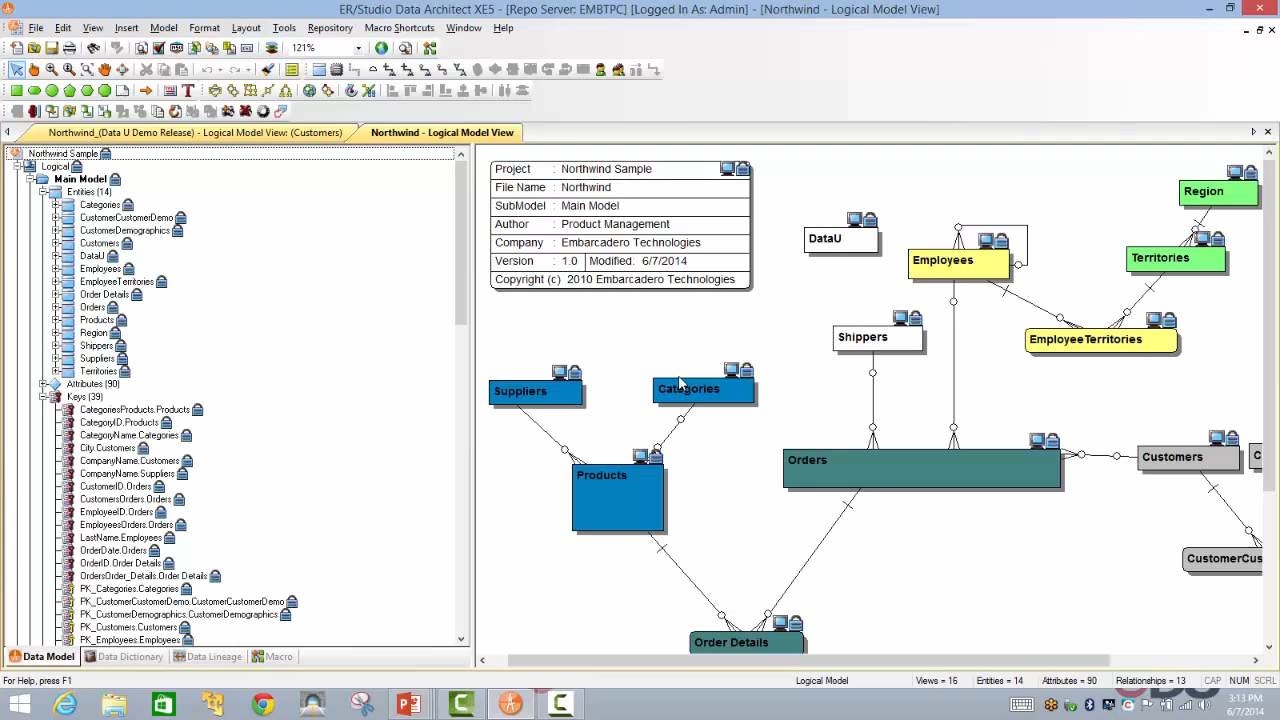 ER/Studio Data Architect XE5 - [Repo Server: EMBTPC] [Logged In As: Admin] - [Northwind - Logical Model View]
File Edit View Insert Model Format Layout Tools Repository Macro Shortcuts Window Help
121%
Northwind_(Data U Demo Release) - Logical Model View: (Customers)
Northwind - Logical Model View
Northwind Sample
Logical
Main Model
Entities (14)
Categories
CustomerCustomerDemo
CustomerDemographics
Customers
DataU
Employees
EmployeeTerritories
Order Details
Orders
Products
Region
Shippers
Suppliers
Territories
Attributes (90)
Keys (39)
CategoriesProducts.Products
CategoryID.Products
CategoryName.Categories
City.Customers
CompanyName.Customers
CompanyName.Suppliers
CustomerID.Orders
CustomersOrders.Orders
EmployeeID.Orders
EmployeesOrders.Orders
LastName.Employees
OrderDate.Orders
OrderID.Order Details
OrdersOrder_Details.Order Details
PK_Categories.Categories
PK_CustomerCustomerDemo.CustomerCustomerDemo
PK_CustomerDemographics.CustomerDemographics
PK_Customers.Customers
PK_Employees.Employees
Data Model Data Dictionary Data Lineage Macro
Project : Northwind Sample
File Name : Northwind
SubModel : Main Model
Author : Product Management
Company : Embarcadero Technologies
Version : 1.0 Modified: 6/7/2014
Copyright (c) 2010 Embarcadero Technologies
Region
DataU
Employees
Territories
Shippers
EmployeeTerritories
Suppliers
Categories
Orders
Customers
C
Products
CustomerCus
Order Details
For Help, press F1
Logical Model
Views = 16
Entities = 14
Attributes = 90
Relationships = 13
CAP NUM SCRL
3:13 PM
6/7/2014